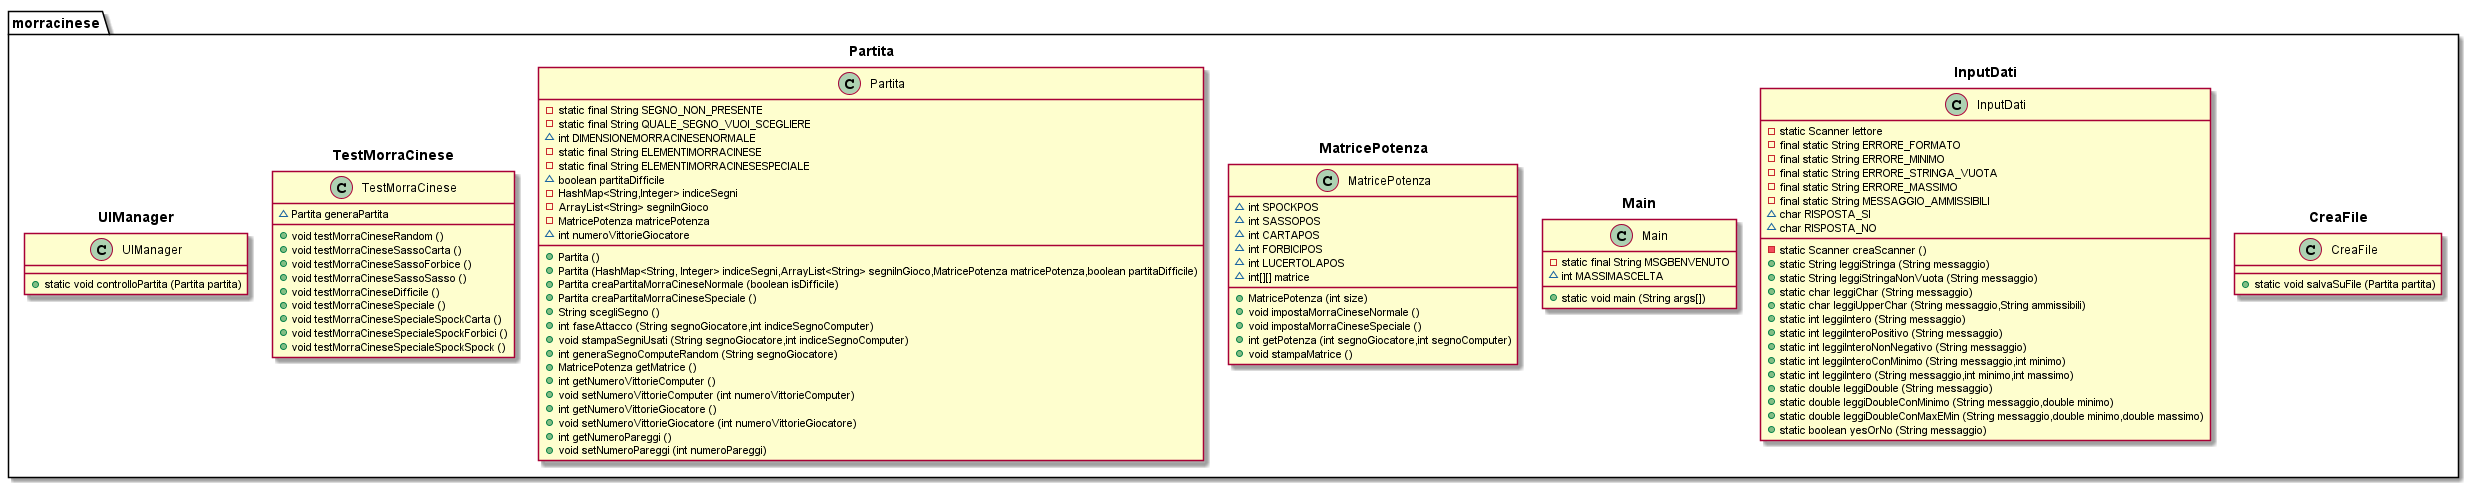 morracinese
UIManager
UIManager
static void controlloPartita (Partita partita)
TestMorraCinese
TestMorraCinese
Partita generaPartita
void testMorraCineseRandom ()
void testMorraCineseSassoCarta ()
void testMorraCineseSassoForbice ()
void testMorraCineseSassoSasso ()
void testMorraCineseDifficile ()
void testMorraCineseSpeciale ()
void testMorraCineseSpecialeSpockCarta ()
void testMorraCineseSpecialeSpockForbici ()
void testMorraCineseSpecialeSpockSpock ()
Partita
Partita
static final String SEGNO_NON_PRESENTE
static final String QUALE_SEGNO_VUOI_SCEGLIERE
int DIMENSIONEMORRACINESENORMALE
static final String ELEMENTIMORRACINESE
static final String ELEMENTIMORRACINESESPECIALE
boolean partitaDifficile
HashMap<String,Integer> indiceSegni
ArrayList<String> segniInGioco
MatricePotenza matricePotenza
int numeroVittorieGiocatore
Partita ()
Partita (HashMap<String, Integer> indiceSegni,ArrayList<String> segniInGioco,MatricePotenza matricePotenza,boolean partitaDifficile)
Partita creaPartitaMorraCineseNormale (boolean isDifficile)
Partita creaPartitaMorraCineseSpeciale ()
String scegliSegno ()
int faseAttacco (String segnoGiocatore,int indiceSegnoComputer)
void stampaSegniUsati (String segnoGiocatore,int indiceSegnoComputer)
int generaSegnoComputeRandom (String segnoGiocatore)
MatricePotenza getMatrice ()
int getNumeroVittorieComputer ()
void setNumeroVittorieComputer (int numeroVittorieComputer)
int getNumeroVittorieGiocatore ()
void setNumeroVittorieGiocatore (int numeroVittorieGiocatore)
int getNumeroPareggi ()
void setNumeroPareggi (int numeroPareggi)
MatricePotenza
MatricePotenza
int SPOCKPOS
int SASSOPOS
int CARTAPOS
int FORBICIPOS
int LUCERTOLAPOS
int[][] matrice
MatricePotenza (int size)
void impostaMorraCineseNormale ()
void impostaMorraCineseSpeciale ()
int getPotenza (int segnoGiocatore,int segnoComputer)
void stampaMatrice ()
Main
Main
static final String MSGBENVENUTO
int MASSIMASCELTA
static void main (String args[])
InputDati
InputDati
static Scanner lettore
final static String ERRORE_FORMATO
final static String ERRORE_MINIMO
final static String ERRORE_STRINGA_VUOTA
final static String ERRORE_MASSIMO
final static String MESSAGGIO_AMMISSIBILI
char RISPOSTA_SI
char RISPOSTA_NO
static Scanner creaScanner ()
static String leggiStringa (String messaggio)
static String leggiStringaNonVuota (String messaggio)
static char leggiChar (String messaggio)
static char leggiUpperChar (String messaggio,String ammissibili)
static int leggiIntero (String messaggio)
static int leggiInteroPositivo (String messaggio)
static int leggiInteroNonNegativo (String messaggio)
static int leggiInteroConMinimo (String messaggio,int minimo)
static int leggiIntero (String messaggio,int minimo,int massimo)
static double leggiDouble (String messaggio)
static double leggiDoubleConMinimo (String messaggio,double minimo)
static double leggiDoubleConMaxEMin (String messaggio,double minimo,double massimo)
static boolean yesOrNo (String messaggio)
CreaFile
CreaFile
static void salvaSuFile (Partita partita)